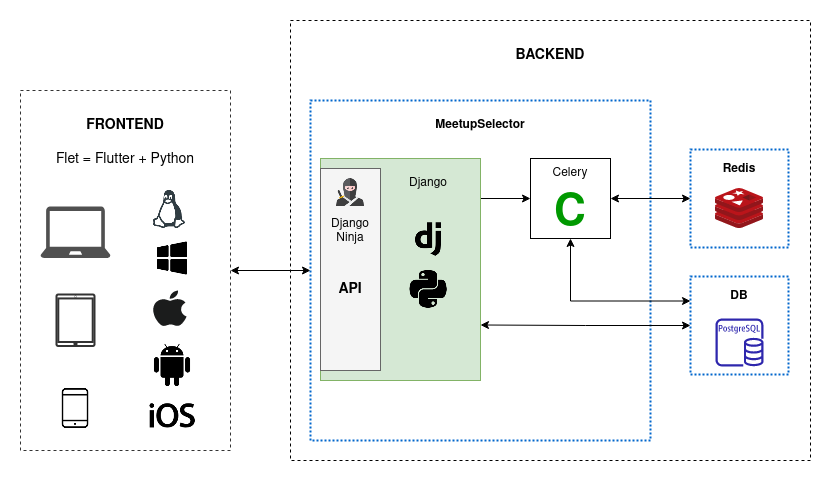 BACKEND
FRONTEND
Flet = Flutter + Python
iOS
MeetupSelector
Django
Ninja
API
Django
dj
Celery
C
Redis
DB
PostgreSQL